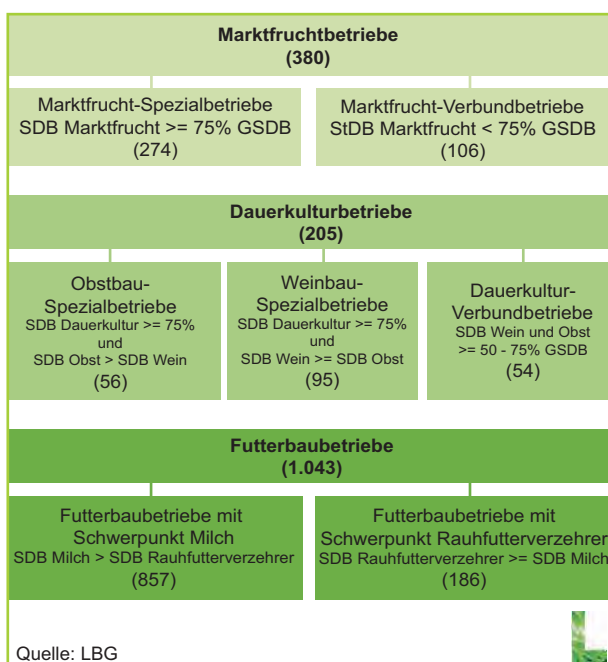 Marktfruchtbetriebe
(380)
Marktfrucht-Spezialbetriebe
SDB Marktfrucht >= 75% GSDB
(274)
Marktfrucht-Verbundbetriebe
StDB Marktfrucht < 75% GSDB
(106)
Dauerkulturbetriebe
(205)
Obstbau-
Spezialbetriebe
SDB Dauerkultur >= 75%
und
SDB Obst > SDB Wein
(56)
Weinbau-
Spezialbetriebe
SDB Dauerkultur >= 75%
und
SDB Wein >= SDB Obst
(95)
Dauerkultur-
Verbundbetriebe
SDB Wein und Obst
>= 50 - 75% GSDB
(54)
Futterbaubetriebe
(1.043)
Futterbaubetriebe mit
Schwerpunkt Milch
SDB Milch > SDB Rauhfutterverzehrer
(857)
Futterbaubetriebe mit
Schwerpunkt Rauhfutterverzehrer
SDB Rauhfutterverzehrer >= SDB Milch
(186)
Quelle: LBG